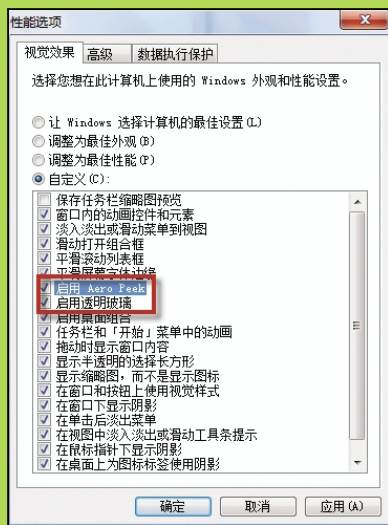 性能选项
视觉效果 高级 数据执行保护
选择您想在此计算机上使用的 Windows 外观和性能设置。
让 Windows 选择计算机的最佳设置(L)
调整为最佳外观(B)
调整为最佳性能(P)
自定义(C):
保存任务栏缩略图预览
窗口内的动画控件和元素
淡入淡出或滑动菜单到视图
滑动打开组合框
平滑滚动列表框
平滑屏幕字体边缘
启用 Aero Peek
启用透明玻璃
启用桌面组合
任务栏和「开始」菜单中的动画
拖动时显示窗口内容
显示半透明的选择长方形
显示缩略图，而不是显示图标
在窗口和按钮上使用视觉样式
在窗口下显示阴影
在单击后淡出菜单
在视图中淡入淡出或滑动工具条提示
在鼠标指针下显示阴影
在桌面上为图标标签使用阴影
确定 取消 应用(A)